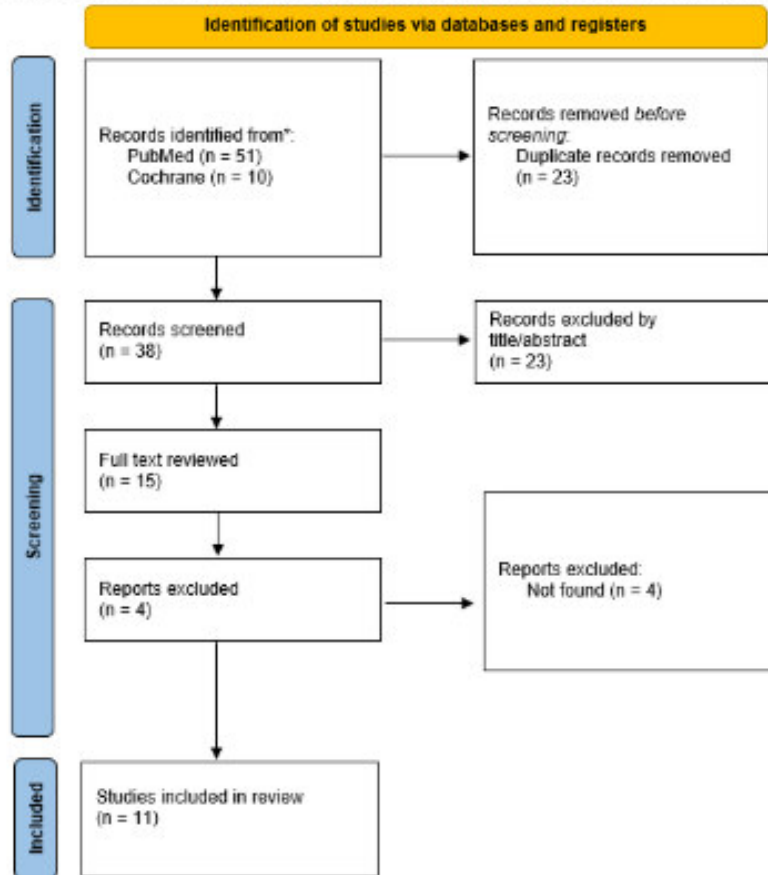 Identification of studies via databases and registers
Identification
Records identified from*:
PubMed (n = 51)
Cochrane (n = 10)
Records removed before
screening:
Duplicate records removed
(n = 23)
Screening
Records screened
(n = 38)
Records excluded by
title/abstract
(n = 23)
Full text reviewed
(n = 15)
Reports excluded
(n = 4)
Reports excluded:
Not found (n = 4)
Included
Studies included in review
(n = 11)